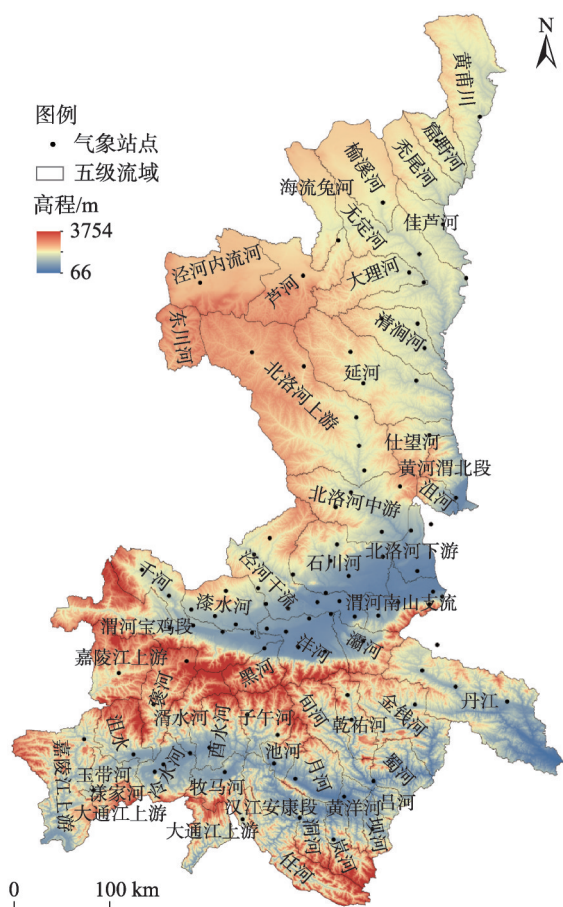 N
黄甫川
图例
气象站点
五级流域
高程/m
3754
66
窟野河
秃尾河
榆溪河
海流兔河
佳芦河
无定河
大理河
泾河内流河
芦河
清涧河
东川河
延河
北洛河上游
仕望河
黄河渭北段
沮河
北洛河中游
北洛河下游
石川河
泾河干流
千河
漆水河
渭河南山支流
渭河宝鸡段
沣河
灞河
嘉陵江上游
黑河
褒河
湑水河
子午河
旬河
乾祐河
金钱河
丹江
沮水
酉水河
池河
月河
蜀河
嘉陵江上游
玉带河
漾家河
牧马河
大通江上游
汉江安康段
黄洋河
吕河
坝河
大通江上游
洞河
岚河
任河
0
100 km